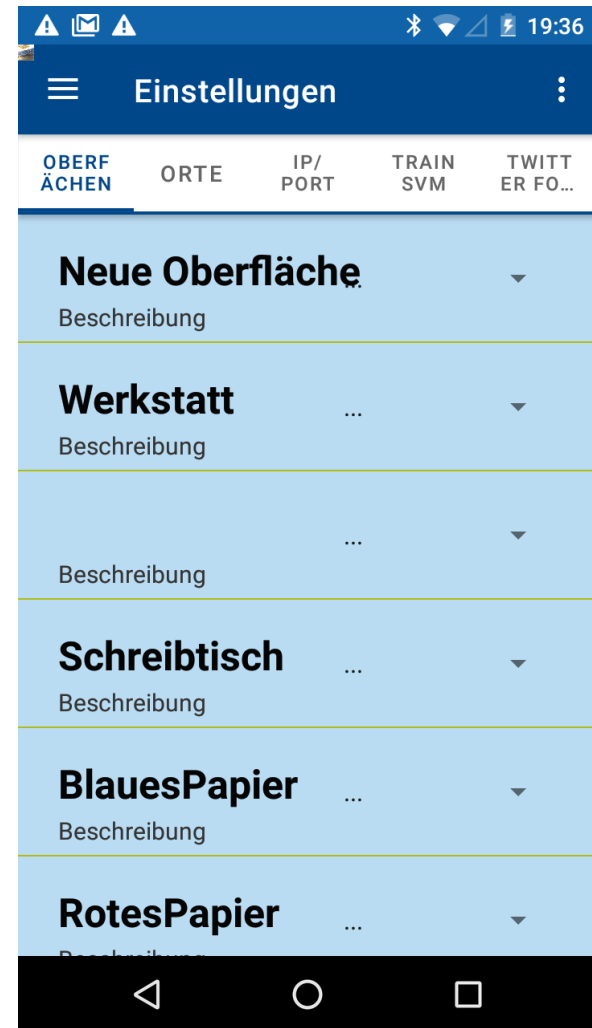 19:36
Einstellungen
OBERF
ÄCHEN
ORTE
IP/
PORT
TRAIN
SVM
TWITT
ER FO...
Neue Oberfläche
...
Beschreibung
Werkstatt
...
Beschreibung
...
Beschreibung
Schreibtisch
...
Beschreibung
BlauesPapier
...
Beschreibung
RotesPapier
...
Beschreibung